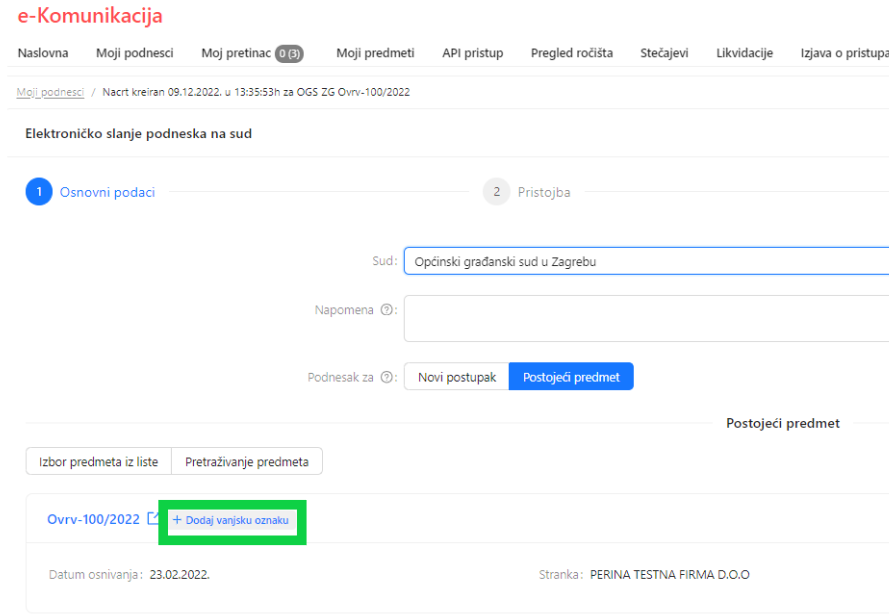 e-Komunikacija
Naslovna Moji podnesci Moj pretinac 0 (3) Moji predmeti API pristup Pregled ročišta Stečajevi Likvidacije Izjava o pristupa
Moji podnesci / Nacrt kreiran 09.12.2022. u 13:35:53h za OGS ZG Ovrv-100/2022
Elektroničko slanje podneska na sud
1 Osnovni podaci 2 Pristojba
Sud: Općinski građanski sud u Zagrebu
Napomena ?:
Podnesak za ?: Novi postupak Postojeći predmet
Postojeći predmet
Izbor predmeta iz liste Pretraživanje predmeta
Ovrv-100/2022 + Dodaj vanjsku oznaku
Datum osnivanja: 23.02.2022. Stranka: PERINA TESTNA FIRMA D.O.O